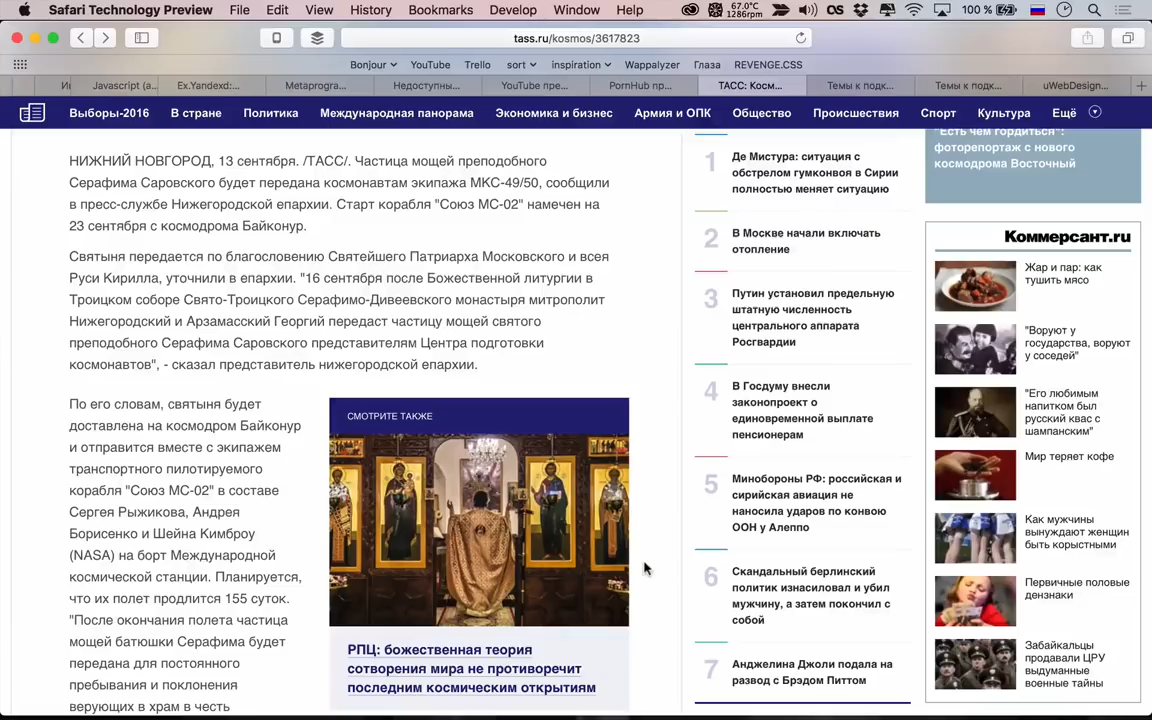 Safari Technology Preview File Edit View History Bookmarks Develop Window Help
67.0°C
1286rpm
100 %
tass.ru/kosmos/3617823
Bonjour YouTube Trello sort inspiration Wappalyzer Глаза REVENGE.CSS
Javascript (a... Ex.Yandexd:... Metaprogra... Недоступны... YouTube пре... PornHub пр... ТАСС: Косм... Темы к подк... Темы к подк... uWebDesign...
Выборы-2016 В стране Политика Международная панорама Экономика и бизнес Армия и ОПК Общество Происшествия Спорт Культура Ещё
НИЖНИЙ НОВГОРОД, 13 сентября. /ТАСС/. Частица мощей преподобного
Серафима Саровского будет передана космонавтам экипажа МКС-49/50, сообщили
в пресс-службе Нижегородской епархии. Старт корабля "Союз МС-02" намечен на
23 сентября с космодрома Байконур.
Святыня передается по благословению Святейшего Патриарха Московского и всея
Руси Кирилла, уточнили в епархии. "16 сентября после Божественной литургии в
Троицком соборе Свято-Троицкого Серафимо-Дивеевского монастыря митрополит
Нижегородский и Арзамасский Георгий передаст частицу мощей святого
преподобного Серафима Саровского представителям Центра подготовки
космонавтов", - сказал представитель нижегородской епархии.
По его словам, святыня будет
доставлена на космодром Байконур
и отправится вместе с экипажем
транспортного пилотируемого
корабля "Союз МС-02" в составе
Сергея Рыжикова, Андрея
Борисенко и Шейна Кимброу
(NASA) на борт Международной
космической станции. Планируется,
что их полет продлится 155 суток.
"После окончания полета частица
мощей батюшки Серафима будет
передана для постоянного
пребывания и поклонения
верующих в храм в честь
СМОТРИТЕ ТАКЖЕ
РПЦ: божественная теория
сотворения мира не противоречит
последним космическим открытиям
1
Де Мистура: ситуация с
обстрелом гумконвоя в Сирии
полностью меняет ситуацию
2
В Москве начали включать
отопление
3
Путин установил предельную
штатную численность
центрального аппарата
Росгвардии
4
В Госдуму внесли
законопроект о
единовременной выплате
пенсионерам
5
Минобороны РФ: российская и
сирийская авиация не
наносила ударов по конвою
ООН у Алеппо
6
Скандальный берлинский
политик изнасиловал и убил
мужчину, а затем покончил с
собой
7
Анджелина Джоли подала на
развод с Брэдом Питтом
"Есть чем гордиться":
фоторепортаж с нового
космодрома Восточный
Коммерсант.ru
Жар и пар: как
тушить мясо
"Воруют у
государства, воруют
у соседей"
"Его любимым
напитком был
русский квас с
шампанским"
Мир теряет кофе
Как мужчины
вынуждают женщин
быть корыстными
Первичные половые
дензнаки
Забайкальцы
продавали ЦРУ
выдуманные
военные тайны